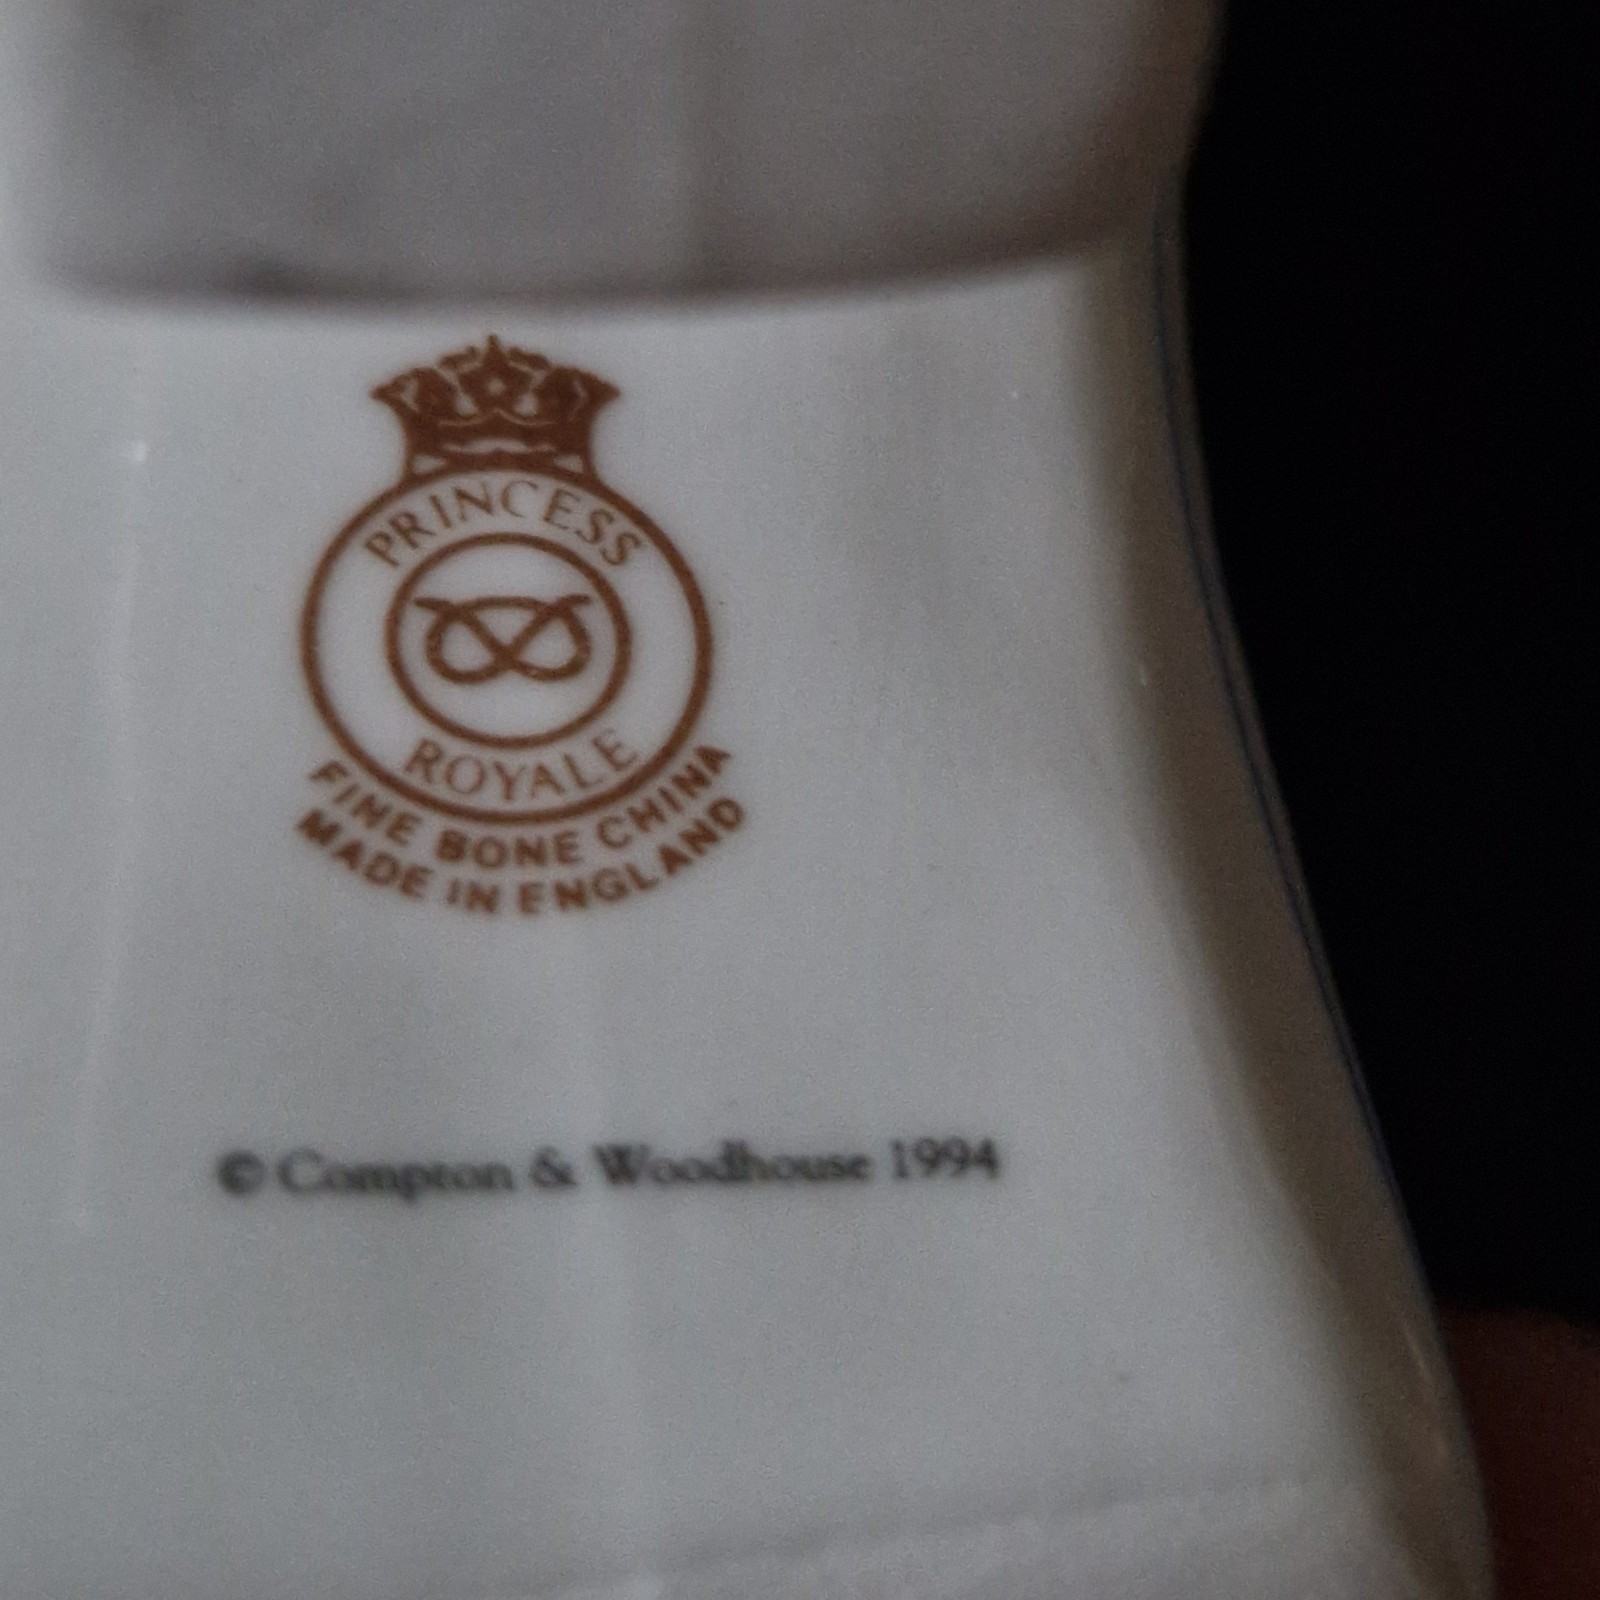 PRINCESS
ROYALE
FINE BONE CHINA
MADE IN ENGLAND
© Compton & Woodhouse 1994